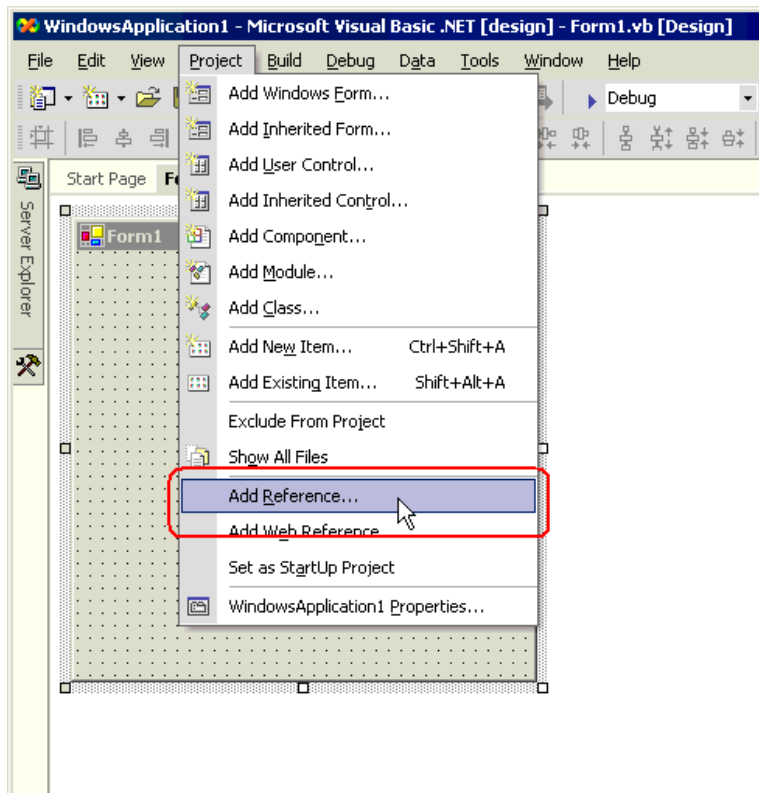 WindowsApplication1 - Microsoft Visual Basic .NET [design] - Form1.vb [Design]
File Edit View Project Build Debug Data Tools Window Help
Debug
Start Page
Server Explorer
Form1
Add Windows Form...
Add Inherited Form...
Add User Control...
Add Inherited Control...
Add Component...
Add Module...
Add Class...
Add New Item... Ctrl+Shift+A
Add Existing Item... Shift+Alt+A
Exclude From Project
Show All Files
Add Reference...
Add Web Reference
Set as StartUp Project
WindowsApplication1 Properties...